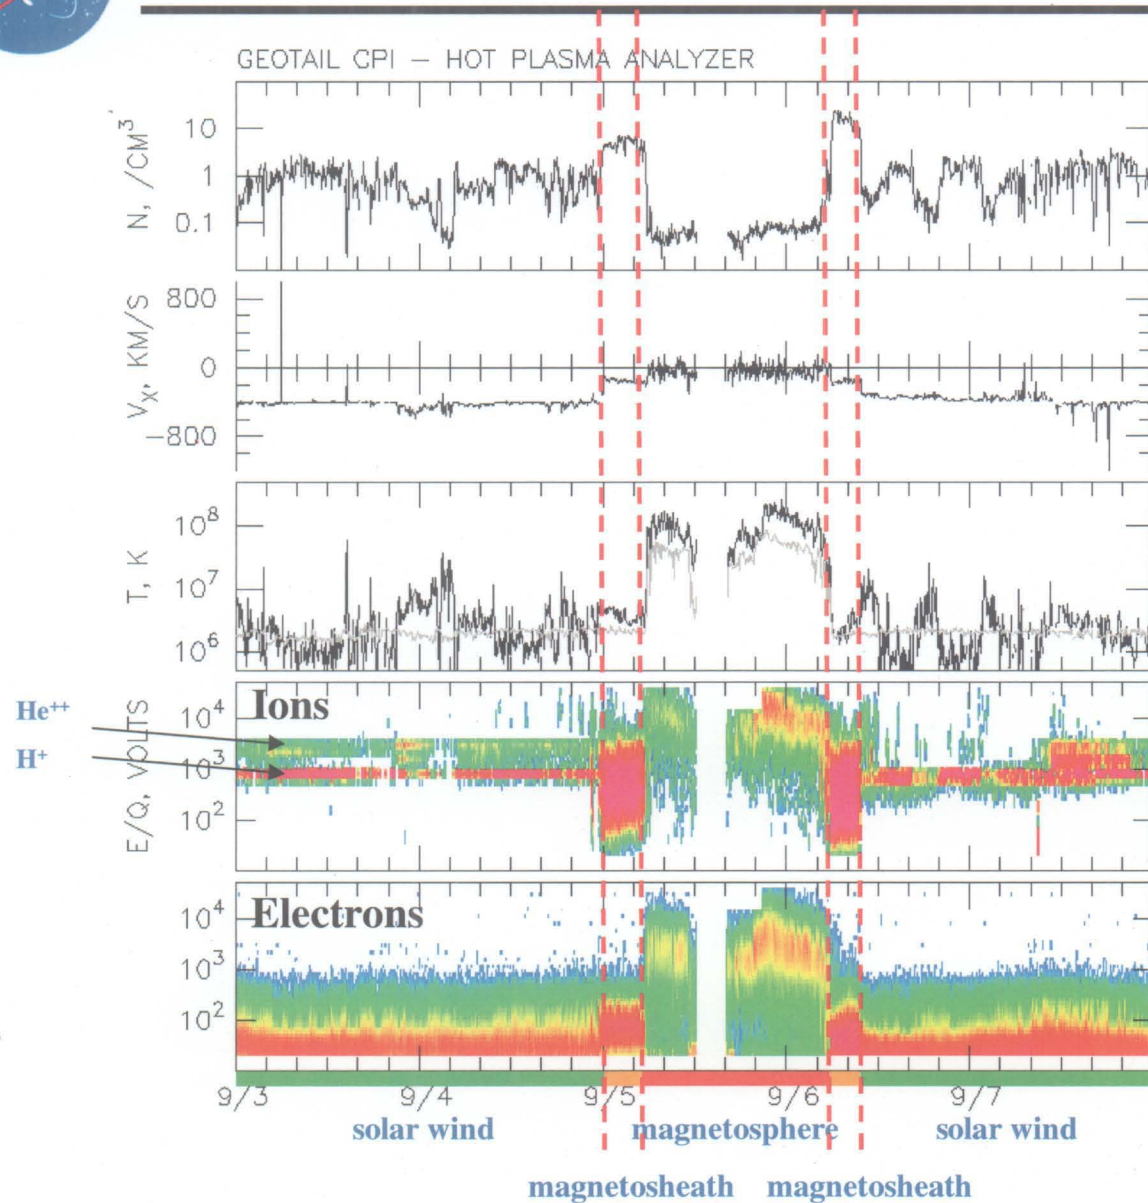 GEOTAIL CPI – HOT PLASMA ANALYZER
N, /CM³
10
1
0.1
V_X, KM/S
800
0
−800
T, K
10⁸
10⁷
10⁶
E/Q, VOLTS
He⁺⁺
H⁺
Ions
10⁴
10³
10²
Electrons
10⁴
10³
10²
9/3 9/4 9/5 9/6 9/7
solar wind magnetosphere solar wind
magnetosheath magnetosheath